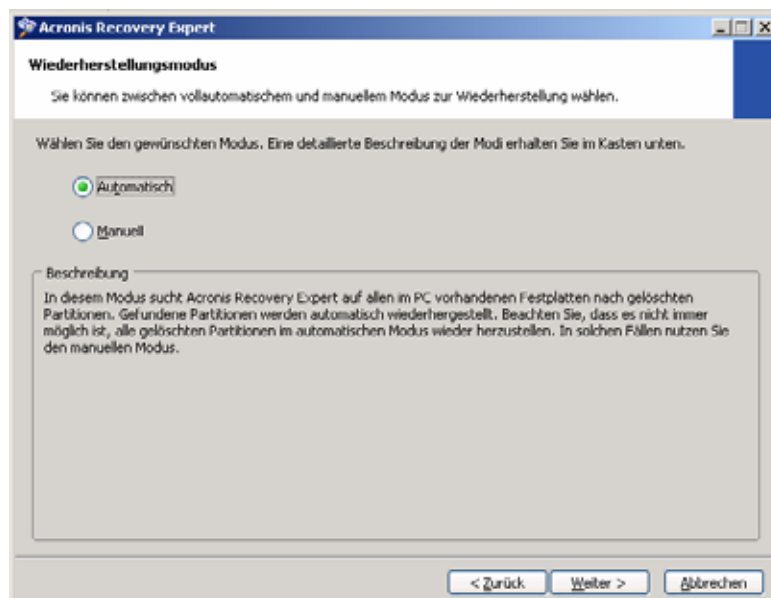 Acronis Recovery Expert
Wiederherstellungsmodus
Sie können zwischen vollautomatischem und manuellem Modus zur Wiederherstellung wählen.
Wählen Sie den gewünschten Modus. Eine detaillierte Beschreibung der Modi erhalten Sie im Kasten unten.
Automatisch
Manuell
Beschreibung
In diesem Modus sucht Acronis Recovery Expert auf allen im PC vorhandenen Festplatten nach gelöschten
Partitionen. Gefundene Partitionen werden automatisch wiederhergestellt. Beachten Sie, dass es nicht immer
möglich ist, alle gelöschten Partitionen im automatischen Modus wieder herzustellen. In solchen Fällen nutzen Sie
den manuellen Modus.
< Zurück
Weiter >
Abbrechen